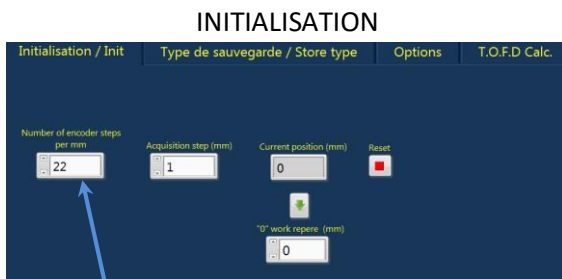 INITIALISATION
Initialisation / Init Type de sauvegarde / Store type Options T.O.F.D Calc.
Number of encoder steps
per mm Acquisition step (mm) Current position (mm) Reset
22 1 0
"0" work repere (mm)
0